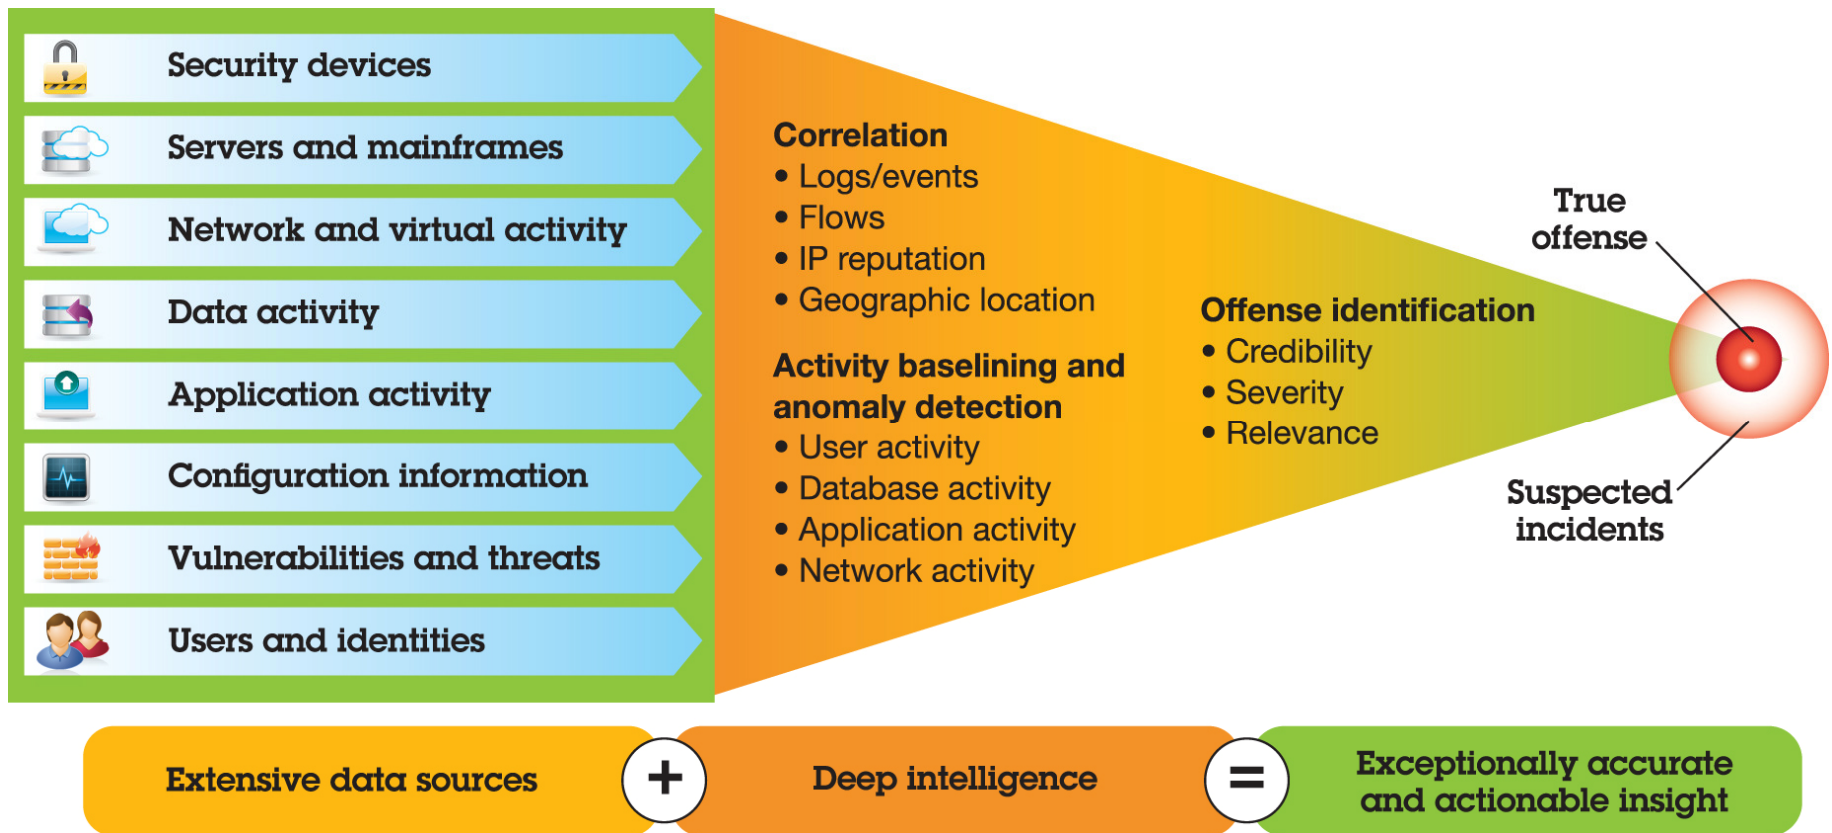 Security devices
Servers and mainframes
Network and virtual activity
Data activity
Application activity
Configuration information
Vulnerabilities and threats
Users and identities
Correlation
• Logs/events
• Flows
• IP reputation
• Geographic location
Activity baselining and
anomaly detection
• User activity
• Database activity
• Application activity
• Network activity
Offense identification
• Credibility
• Severity
• Relevance
True
offense
Suspected
incidents
Extensive data sources
+
Deep intelligence
=
Exceptionally accurate
and actionable insight